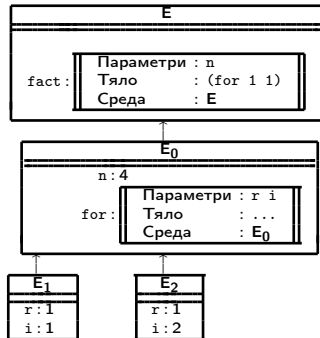 E
Параметри : n
fact : Тяло : (for 1 1)
Среда : E
E0
n : 4
Параметри : r i
for : Тяло : ...
Среда : E0
E1 E2
r : 1 r : 1
i : 1 i : 2